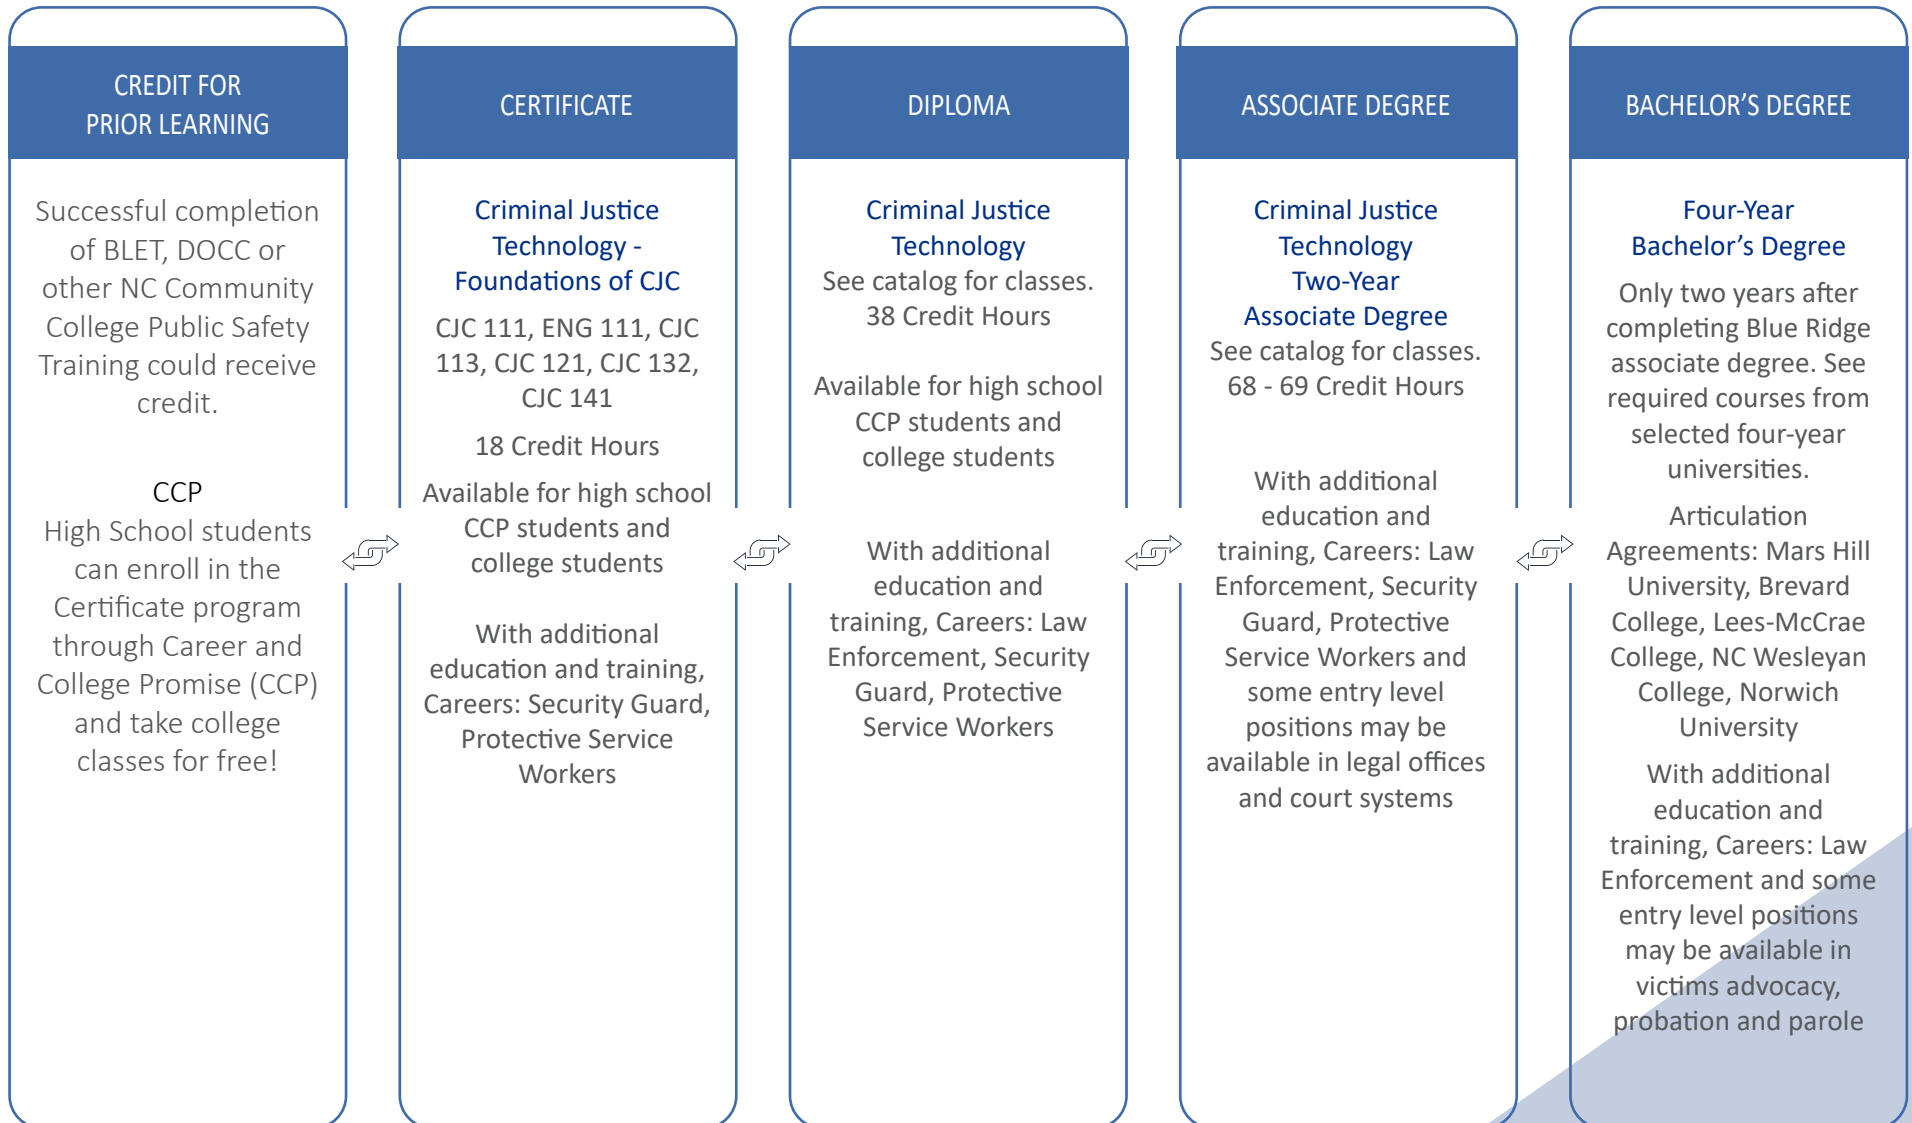 CREDIT FOR
PRIOR LEARNING
Successful completion
of BLET, DOCC or
other NC Community
College Public Safety
Training could receive
credit.
CCP
High School students
can enroll in the
Certificate program
through Career and
College Promise (CCP)
and take college
classes for free!
CERTIFICATE
Criminal Justice
Technology -
Foundations of CJC
CJC 111, ENG 111, CJC
113, CJC 121, CJC 132,
CJC 141
18 Credit Hours
Available for high school
CCP students and
college students
With additional
education and training,
Careers: Security Guard,
Protective Service
Workers
DIPLOMA
Criminal Justice
Technology
See catalog for classes.
38 Credit Hours
Available for high school
CCP students and
college students
With additional
education and
training, Careers: Law
Enforcement, Security
Guard, Protective
Service Workers
ASSOCIATE DEGREE
Criminal Justice
Technology
Two-Year
Associate Degree
See catalog for classes.
68 - 69 Credit Hours
With additional
education and
training, Careers: Law
Enforcement, Security
Guard, Protective
Service Workers and
some entry level
positions may be
available in legal offices
and court systems
BACHELOR’S DEGREE
Four-Year
Bachelor’s Degree
Only two years after
completing Blue Ridge
associate degree. See
required courses from
selected four-year
universities.
Articulation
Agreements: Mars Hill
University, Brevard
College, Lees-McCrae
College, NC Wesleyan
College, Norwich
University
With additional
education and
training, Careers: Law
Enforcement and some
entry level positions
may be available in
victims advocacy,
probation and parole